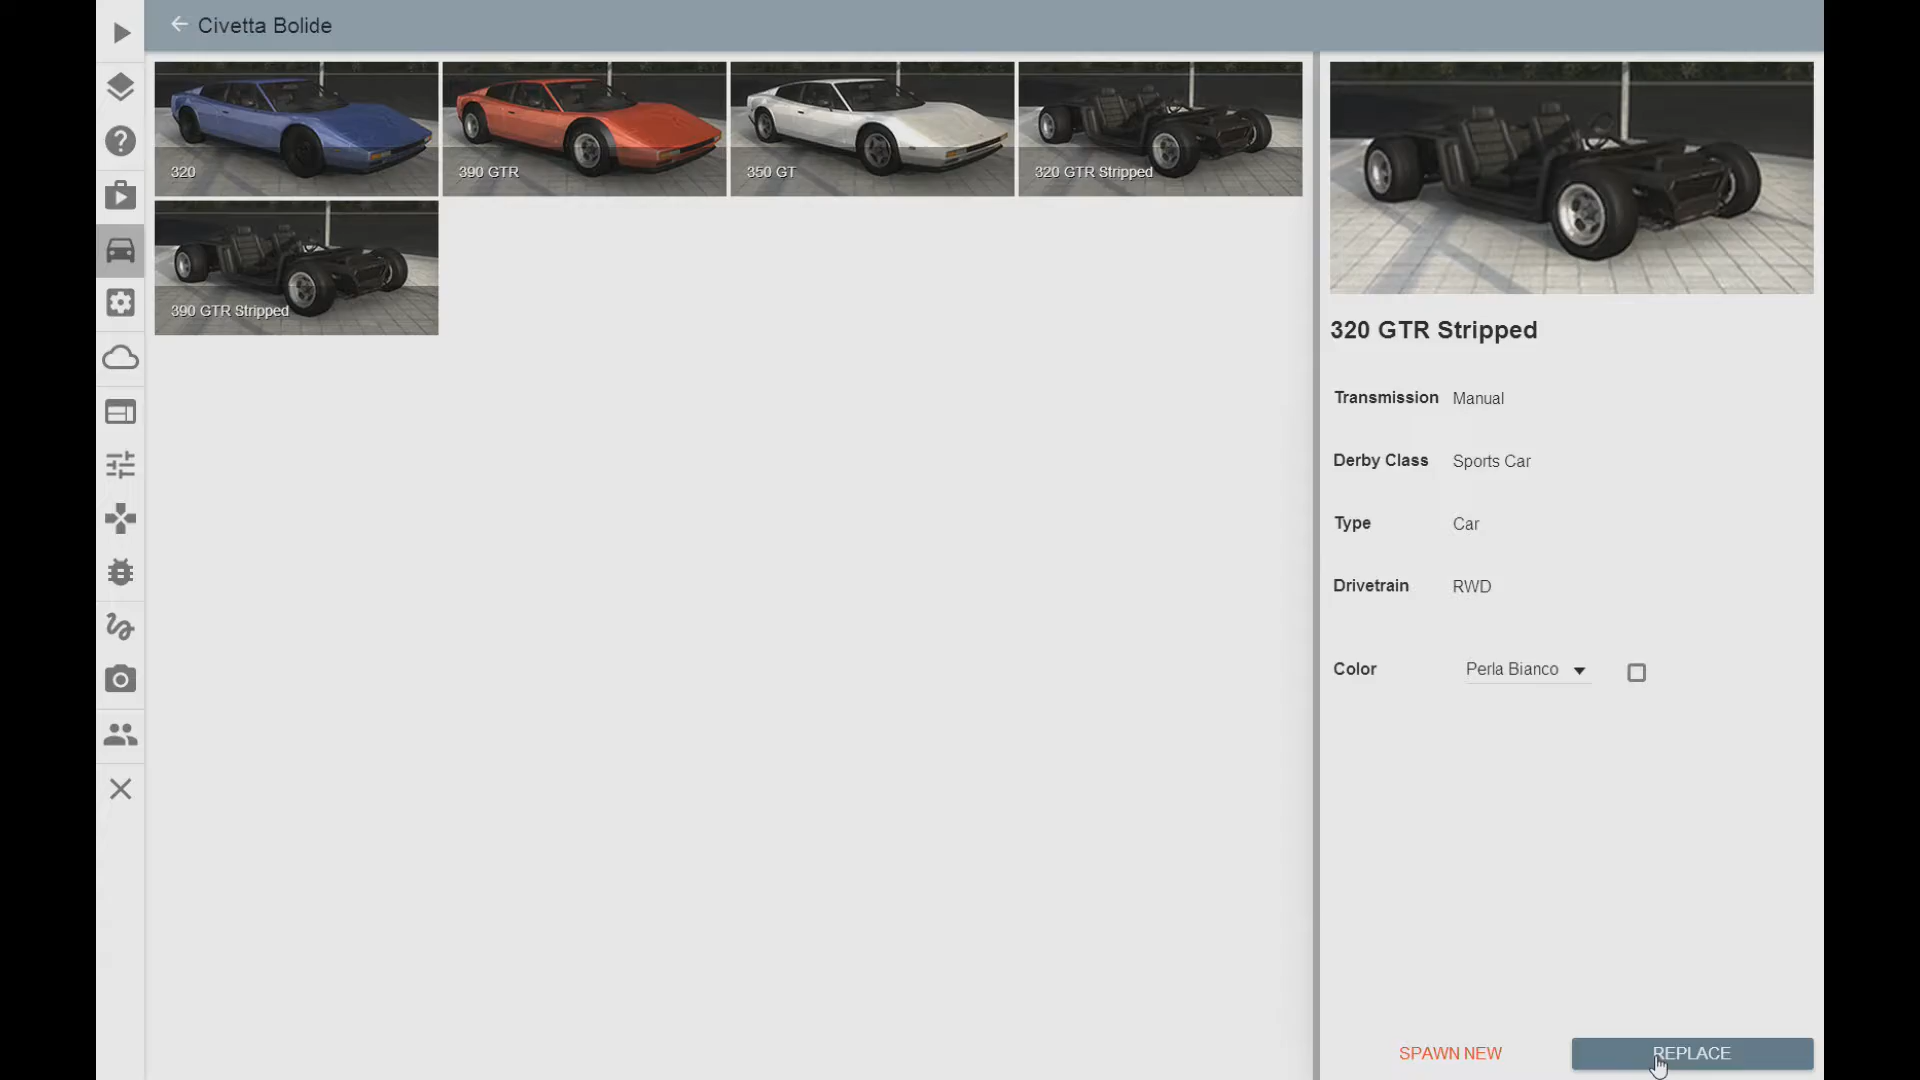 Civetta Bolide
320
390 GTR
350 GT
320 GTR Stripped
390 GTR Stripped
320 GTR Stripped
Transmission Manual
Derby Class Sports Car
Type Car
Drivetrain RWD
Color Perla Bianco
SPAWN NEW REPLACE